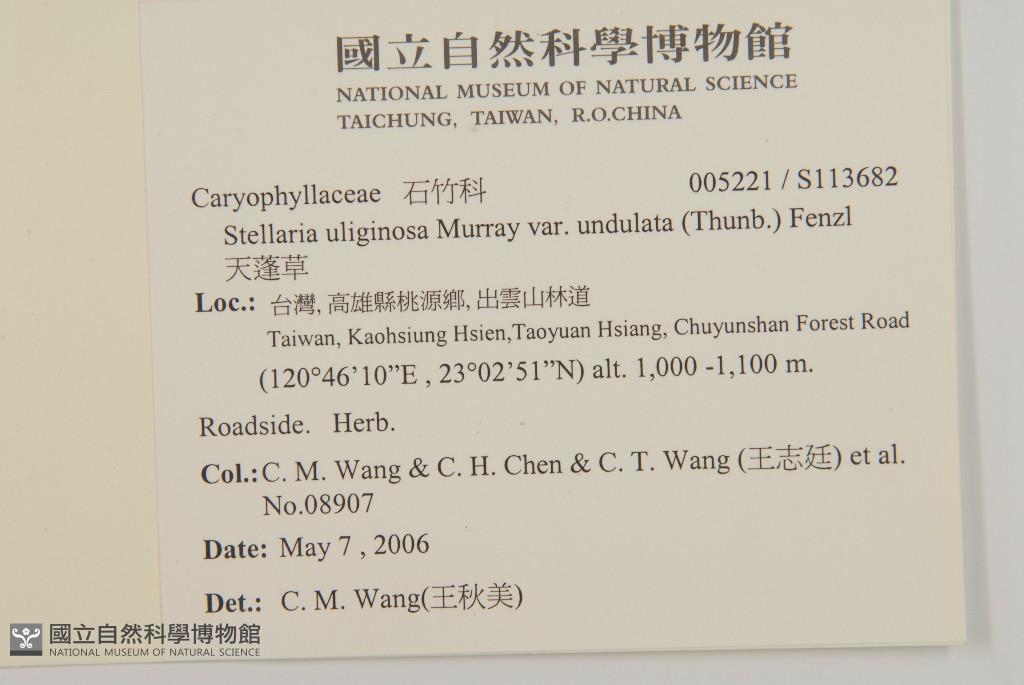 國立自然科學博物館
NATIONAL MUSEUM OF NATURAL SCIENCE
TAICHUNG, TAIWAN, R.O.CHINA
Caryophyllaceae 石竹科 005221 / S113682
Stellaria uliginosa Murray var. undulata (Thunb.) Fenzl
天蓬草
Loc.: 台灣, 高雄縣桃源鄉, 出雲山林道
Taiwan, Kaohsiung Hsien,Taoyuan Hsiang, Chuyunshan Forest Road
(120°46’10”E , 23°02’51”N) alt. 1,000 -1,100 m.
Roadside. Herb.
Col.: C. M. Wang & C. H. Chen & C. T. Wang (王志廷) et al.
No.08907
Date: May 7 , 2006
Det.: C. M. Wang(王秋美)
國立自然科學博物館
NATIONAL MUSEUM OF NATURAL SCIENCE